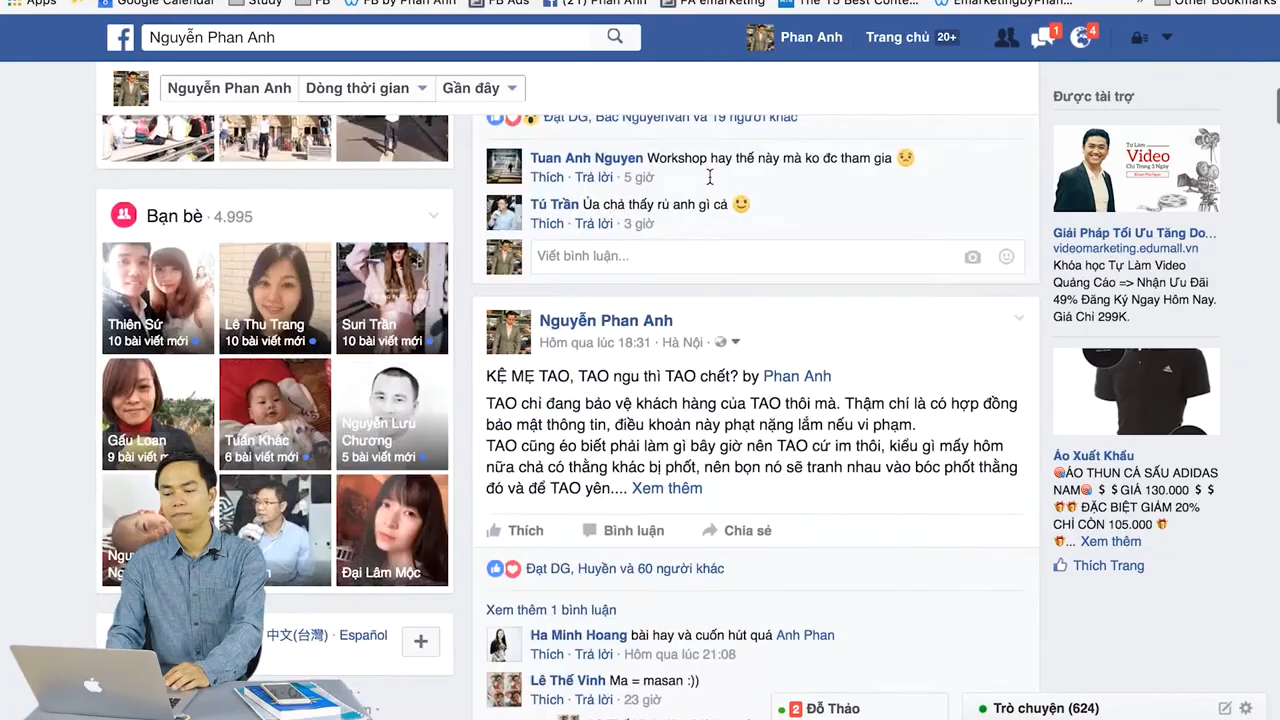 Apps
Google Calendar
Study
FB
FB by Phan Anh
FB Ads
(21) Phan Anh
PA emarketing
The 15 Best Conte...
EmarketingbyPhan...
Other Bookmarks
Nguyễn Phan Anh
Phan Anh
Trang chủ 20+
1
4
Nguyễn Phan Anh
Dòng thời gian
Gần đây
Bạn bè · 4.995
Thiên Sứ
10 bài viết mới
Lê Thu Trang
10 bài viết mới
Suri Trần
10 bài viết mới
Gấu Loan
9 bài viết mới
Tuấn Khác
6 bài viết mới
Nguyễn Lưu
Chương
5 bài viết mới
Đại Lâm Mộc
中文(台灣) · Español
Đạt DG, Bac Nguyenvan và 19 người khác
Tuan Anh Nguyen Workshop hay thế này mà ko đc tham gia 😟
Thích · Trả lời · 5 giờ
Tú Trần Ủa chả thấy rủ anh gì cả 🙂
Thích · Trả lời · 3 giờ
Viết bình luận...
Nguyễn Phan Anh
Hôm qua lúc 18:31 · Hà Nội ·
KỆ MẸ TAO, TAO ngu thì TAO chết? by Phan Anh
TAO chỉ đang bảo vệ khách hàng của TAO thôi mà. Thậm chí là có hợp đồng
bảo mật thông tin, điều khoản này phạt nặng lắm nếu vi phạm.
TAO cũng éo biết phải làm gì bây giờ nên TAO cứ im thôi, kiểu gì mấy hôm
nữa chả có thằng khác bị phốt, nên bọn nó sẽ tranh nhau vào bóc phốt thằng
đó và để TAO yên.... Xem thêm
Thích
Bình luận
Chia sẻ
Đạt DG, Huyền và 60 người khác
Xem thêm 1 bình luận
Ha Minh Hoang bài hay và cuốn hút quá Anh Phan
Thích · Trả lời · Hôm qua lúc 21:08
Lê Thế Vinh Ma = masan :))
Thích · Trả lời · 23 giờ
Được tài trợ
Tự Làm
Video
Chỉ Trong 3 Ngày
Giải Pháp Tối Ưu Tăng Do...
videomarketing.edumall.vn
Khóa học Tự Làm Video
Quảng Cáo => Nhận Ưu Đãi
49% Đăng Ký Ngay Hôm Nay.
Giá Chỉ 299K.
Áo Xuất Khẩu
🎯ÁO THUN CÁ SẤU ADIDAS
NAM🎯 $ $ GIÁ 130.000 $ $
🎁🎁 ĐẶC BIỆT GIẢM 20%
CHỈ CÒN 105.000 🎁
🎁... Xem thêm
Thích Trang
2 Đỗ Thảo
Trò chuyện (624)